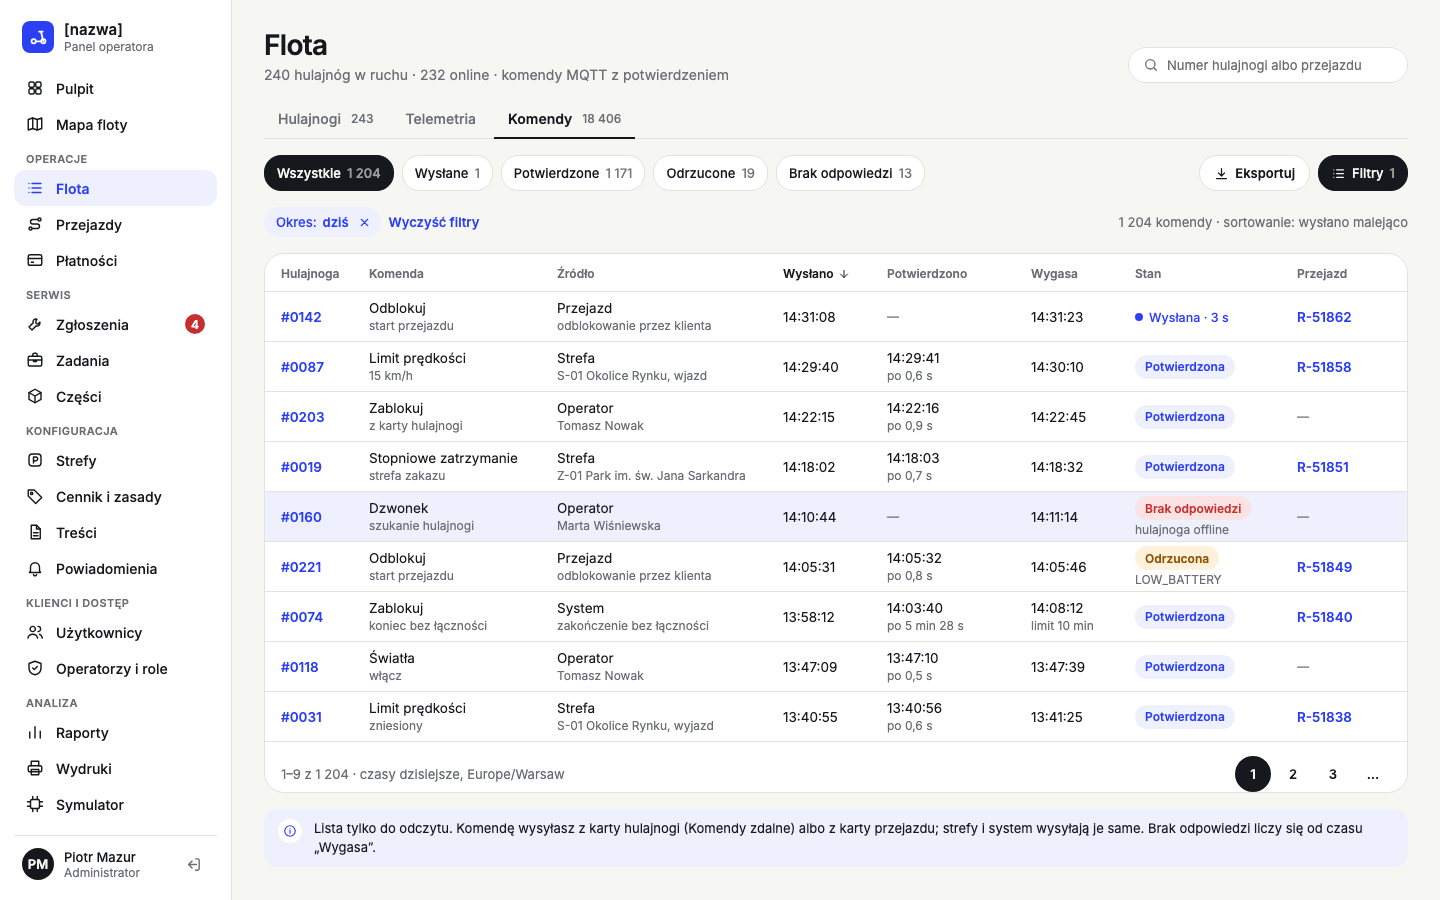 [nazwa]
Panel operatora
Pulpit
Mapa floty
OPERACJE
Flota
Przejazdy
Płatności
SERWIS
Zgłoszenia 4
Zadania
Części
KONFIGURACJA
Strefy
Cennik i zasady
Treści
Powiadomienia
KLIENCI I DOSTĘP
Użytkownicy
Operatorzy i role
ANALIZA
Raporty
Wydruki
Symulator
PM Piotr Mazur
Administrator
Flota
240 hulajnóg w ruchu · 232 online · komendy MQTT z potwierdzeniem
Numer hulajnogi albo przejazdu
Hulajnogi 243 Telemetria Komendy 18 406
Wszystkie 1 204 Wysłane 1 Potwierdzone 1 171 Odrzucone 19 Brak odpowiedzi 13 Eksportuj Filtry 1
Okres: dziś × Wyczyść filtry 1 204 komendy · sortowanie: wysłano malejąco
Hulajnoga Komenda Źródło Wysłano ↓ Potwierdzono Wygasa Stan Przejazd
#0142 Odblokuj Przejazd 14:31:08 — 14:31:23 Wysłana · 3 s R-51862
start przejazdu odblokowanie przez klienta
#0087 Limit prędkości Strefa 14:29:40 14:29:41 14:30:10 Potwierdzona R-51858
15 km/h S-01 Okolice Rynku, wjazd po 0,6 s
#0203 Zablokuj Operator 14:22:15 14:22:16 14:22:45 Potwierdzona —
z karty hulajnogi Tomasz Nowak po 0,9 s
#0019 Stopniowe zatrzymanie Strefa 14:18:02 14:18:03 14:18:32 Potwierdzona R-51851
strefa zakazu Z-01 Park im. św. Jana Sarkandra po 0,7 s
#0160 Dzwonek Operator 14:10:44 — 14:11:14 Brak odpowiedzi —
szukanie hulajnogi Marta Wiśniewska hulajnoga offline
#0221 Odblokuj Przejazd 14:05:31 14:05:32 14:05:46 Odrzucona R-51849
start przejazdu odblokowanie przez klienta po 0,8 s LOW_BATTERY
#0074 Zablokuj System 13:58:12 14:03:40 14:08:12 Potwierdzona R-51840
koniec bez łączności zakończenie bez łączności po 5 min 28 s limit 10 min
#0118 Światła Operator 13:47:09 13:47:10 13:47:39 Potwierdzona —
włącz Tomasz Nowak po 0,5 s
#0031 Limit prędkości Strefa 13:40:55 13:40:56 13:41:25 Potwierdzona R-51838
zniesiony S-01 Okolice Rynku, wyjazd po 0,6 s
1–9 z 1 204 · czasy dzisiejsze, Europe/Warsaw 1 2 3 ...
Lista tylko do odczytu. Komendę wysyłasz z karty hulajnogi (Komendy zdalne) albo z karty przejazdu; strefy i system wysyłają je same. Brak odpowiedzi liczy się od czasu
„Wygasa”.